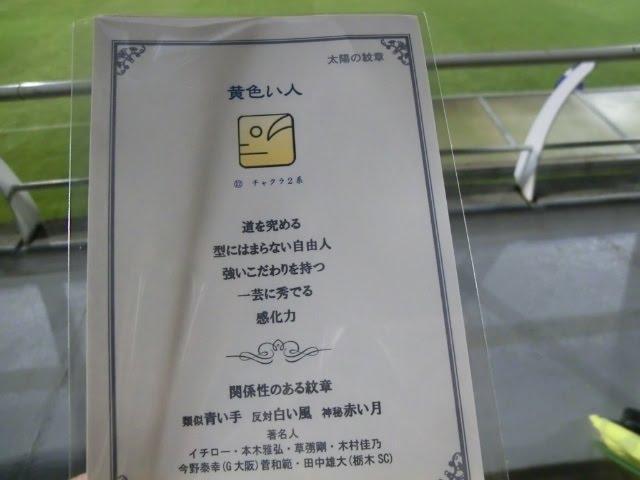 太陽の紋章
黄色い人
⑫ チャクラ2系
道を究める
型にはまらない自由人
強いこだわりを持つ
一芸に秀でる
感化力
関係性のある紋章
類似青い手 反対白い風 神秘赤い月
著名人
イチロー・本木雅弘・草彅剛・木村佳乃
今野泰幸(G大阪)菅和範・田中雄大(栃木SC)